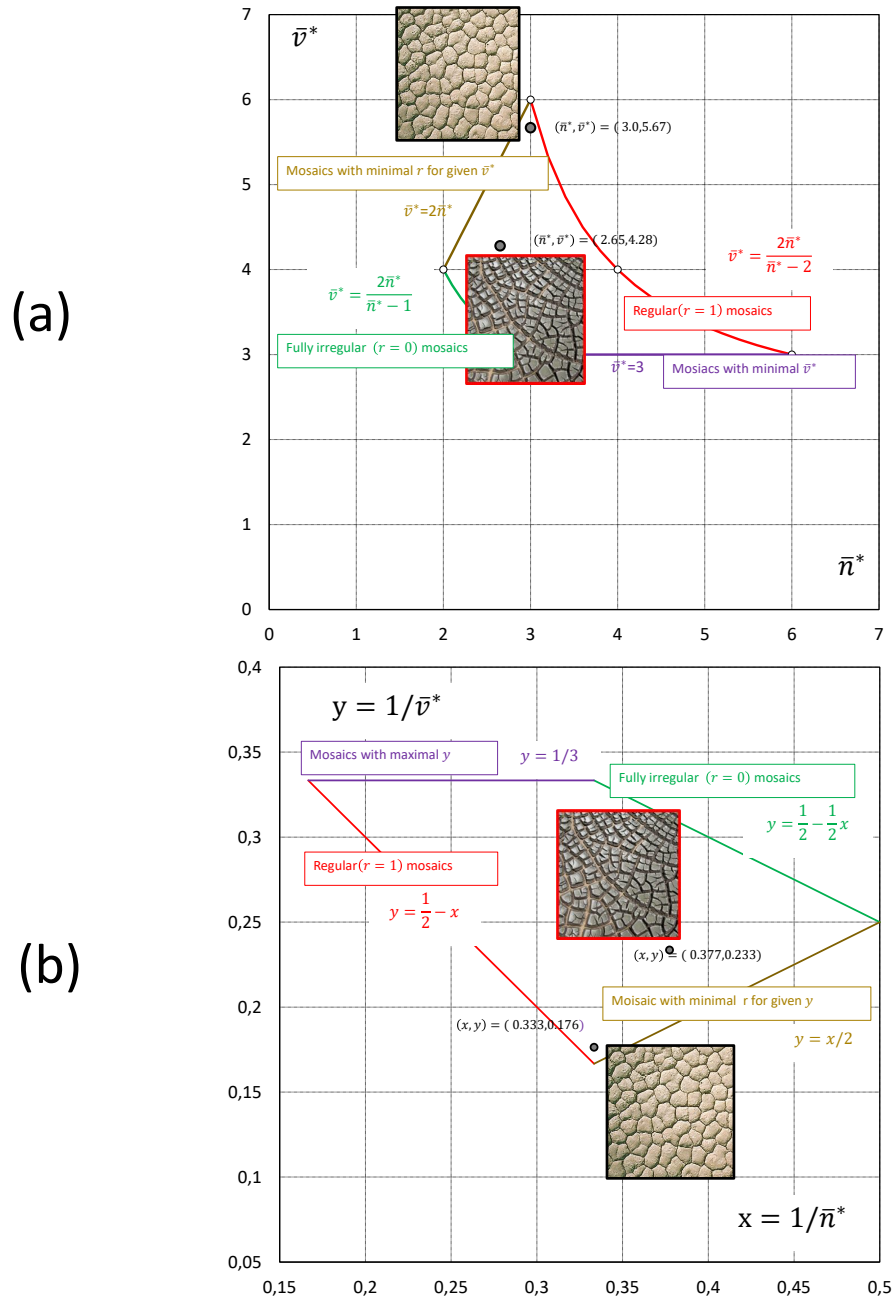 (a)
7
6
5
4
3
2
1
0
v̄*
(n̄*, v̄*) = ( 3.0,5.67)
Mosaics with minimal r for given v̄*
v̄*=2n̄*
(n̄*, v̄*) = ( 2.65,4.28)
v̄* = 2n̄* / n̄* − 1
v̄* = 2n̄* / n̄* − 2
Regular(r = 1) mosaics
Fully irregular (r = 0) mosaics
v̄*=3
Mosiacs with minimal v̄*
n̄*
0 1 2 3 4 5 6 7
(b)
0,4
0,35
0,3
0,25
0,2
0,15
0,1
0,05
y = 1/v̄*
Mosaics with maximal y
y = 1/3
Fully irregular (r = 0) mosaics
y = 1/2 − 1/2 x
Regular(r = 1) mosaics
y = 1/2 − x
(x, y) = ( 0.377,0.233)
Moisaic with minimal r for given y
(x, y) = ( 0.333,0.176)
y = x/2
x = 1/n̄*
0,15 0,2 0,25 0,3 0,35 0,4 0,45 0,5